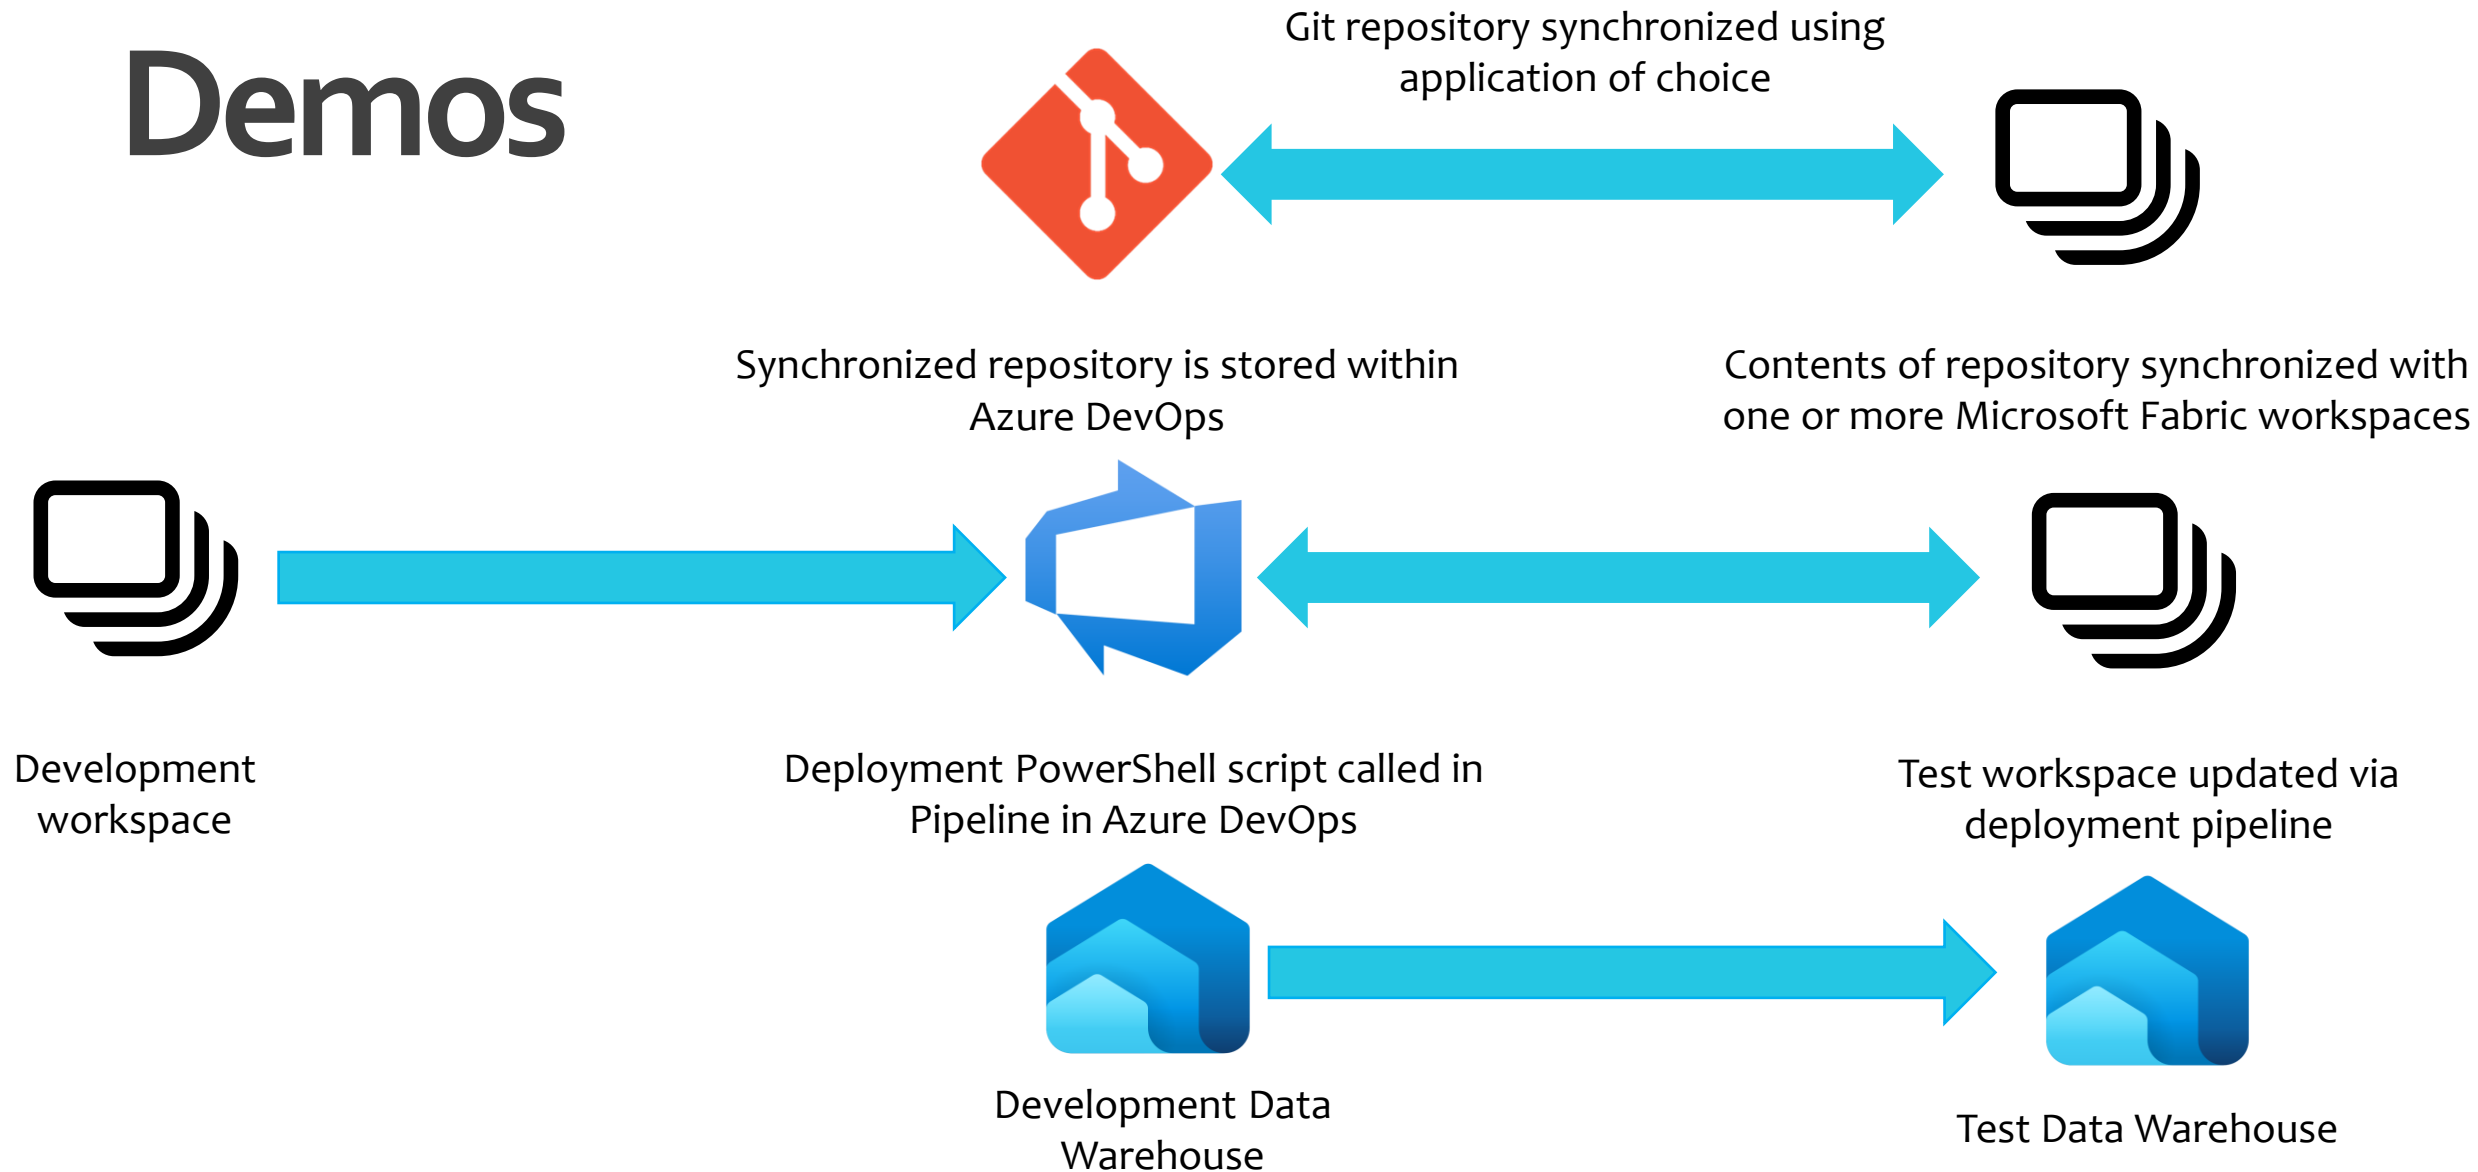 Demos
Git repository synchronized using
application of choice
Synchronized repository is stored within
Azure DevOps
Contents of repository synchronized with
one or more Microsoft Fabric workspaces
Development
workspace
Deployment PowerShell script called in
Pipeline in Azure DevOps
Test workspace updated via
deployment pipeline
Development Data
Warehouse
Test Data Warehouse